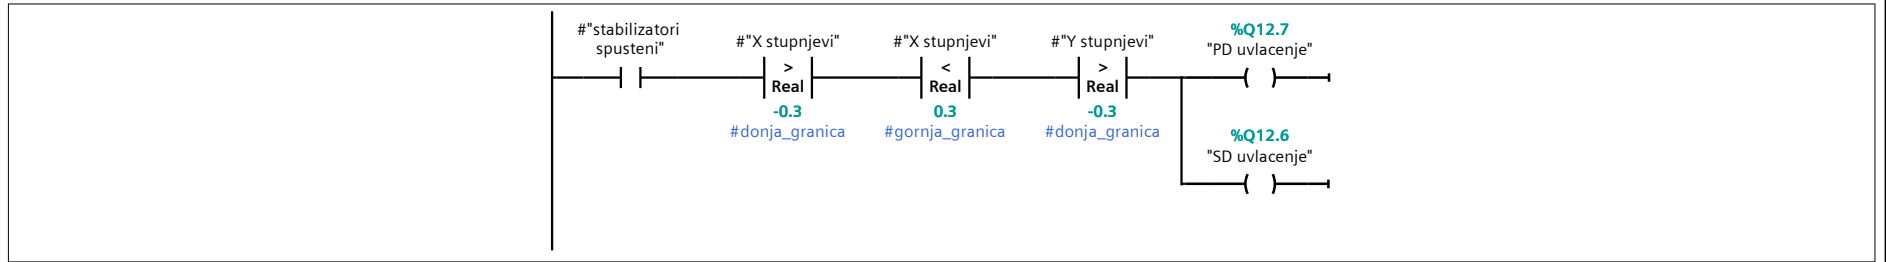 #"stabilizatori
spusteni"
#"X stupnjevi"
>
Real
-0.3
#donja_granica
#"X stupnjevi"
<
Real
0.3
#gornja_granica
#"Y stupnjevi"
>
Real
-0.3
#donja_granica
%Q12.7
"PD uvlacenje"
%Q12.6
"SD uvlacenje"